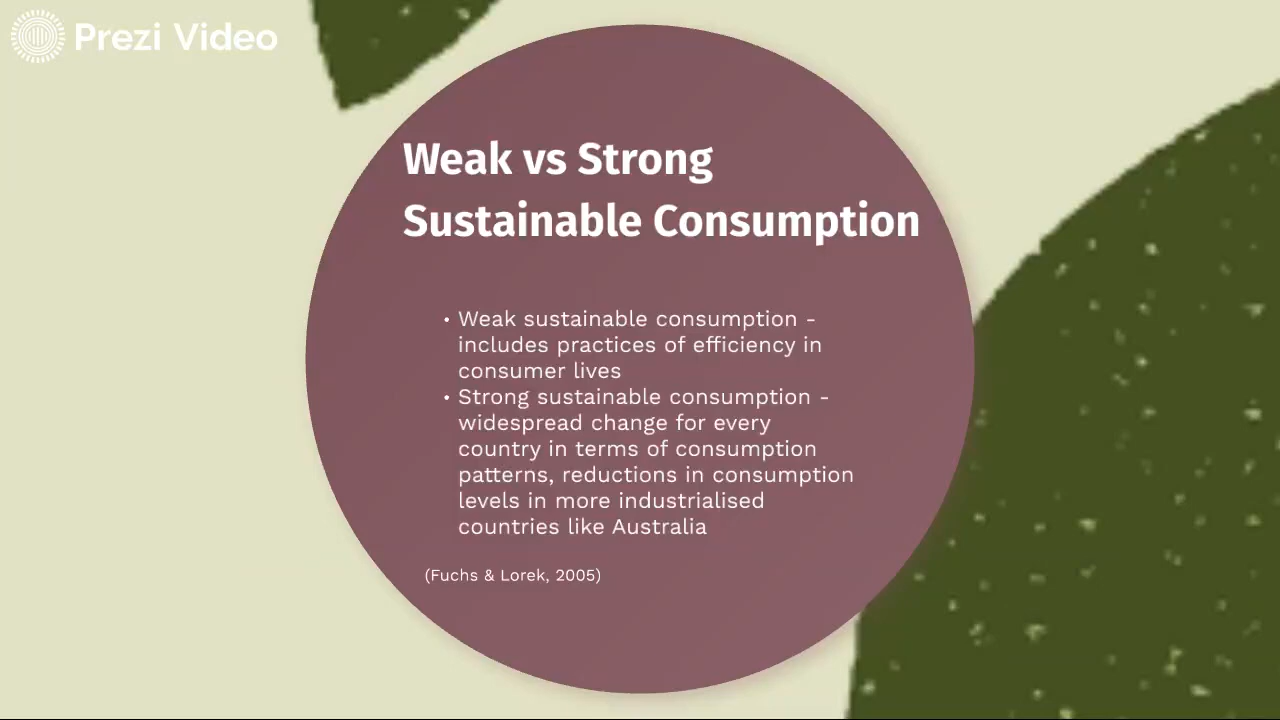 Prezi Video
Weak vs Strong
Sustainable Consumption
• Weak sustainable consumption -
includes practices of efficiency in
consumer lives
• Strong sustainable consumption -
widespread change for every
country in terms of consumption
patterns, reductions in consumption
levels in more industrialised
countries like Australia
(Fuchs & Lorek, 2005)